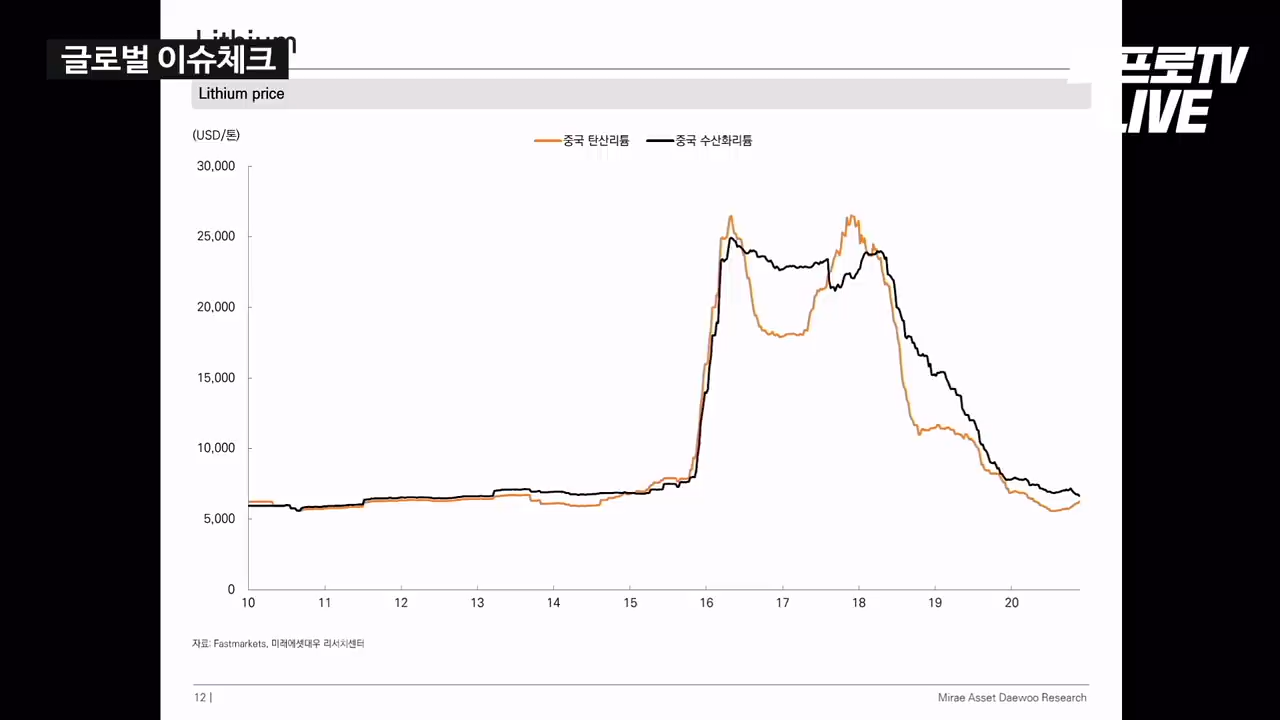 Lithium
글로벌 이슈체크
프로TV
LIVE
Lithium price
(USD/톤)
중국 탄산리튬 중국 수산화리튬
30,000
25,000
20,000
15,000
10,000
5,000
0
10 11 12 13 14 15 16 17 18 19 20
자료: Fastmarkets, 미래에셋대우 리서치센터
12 |
Mirae Asset Daewoo Research